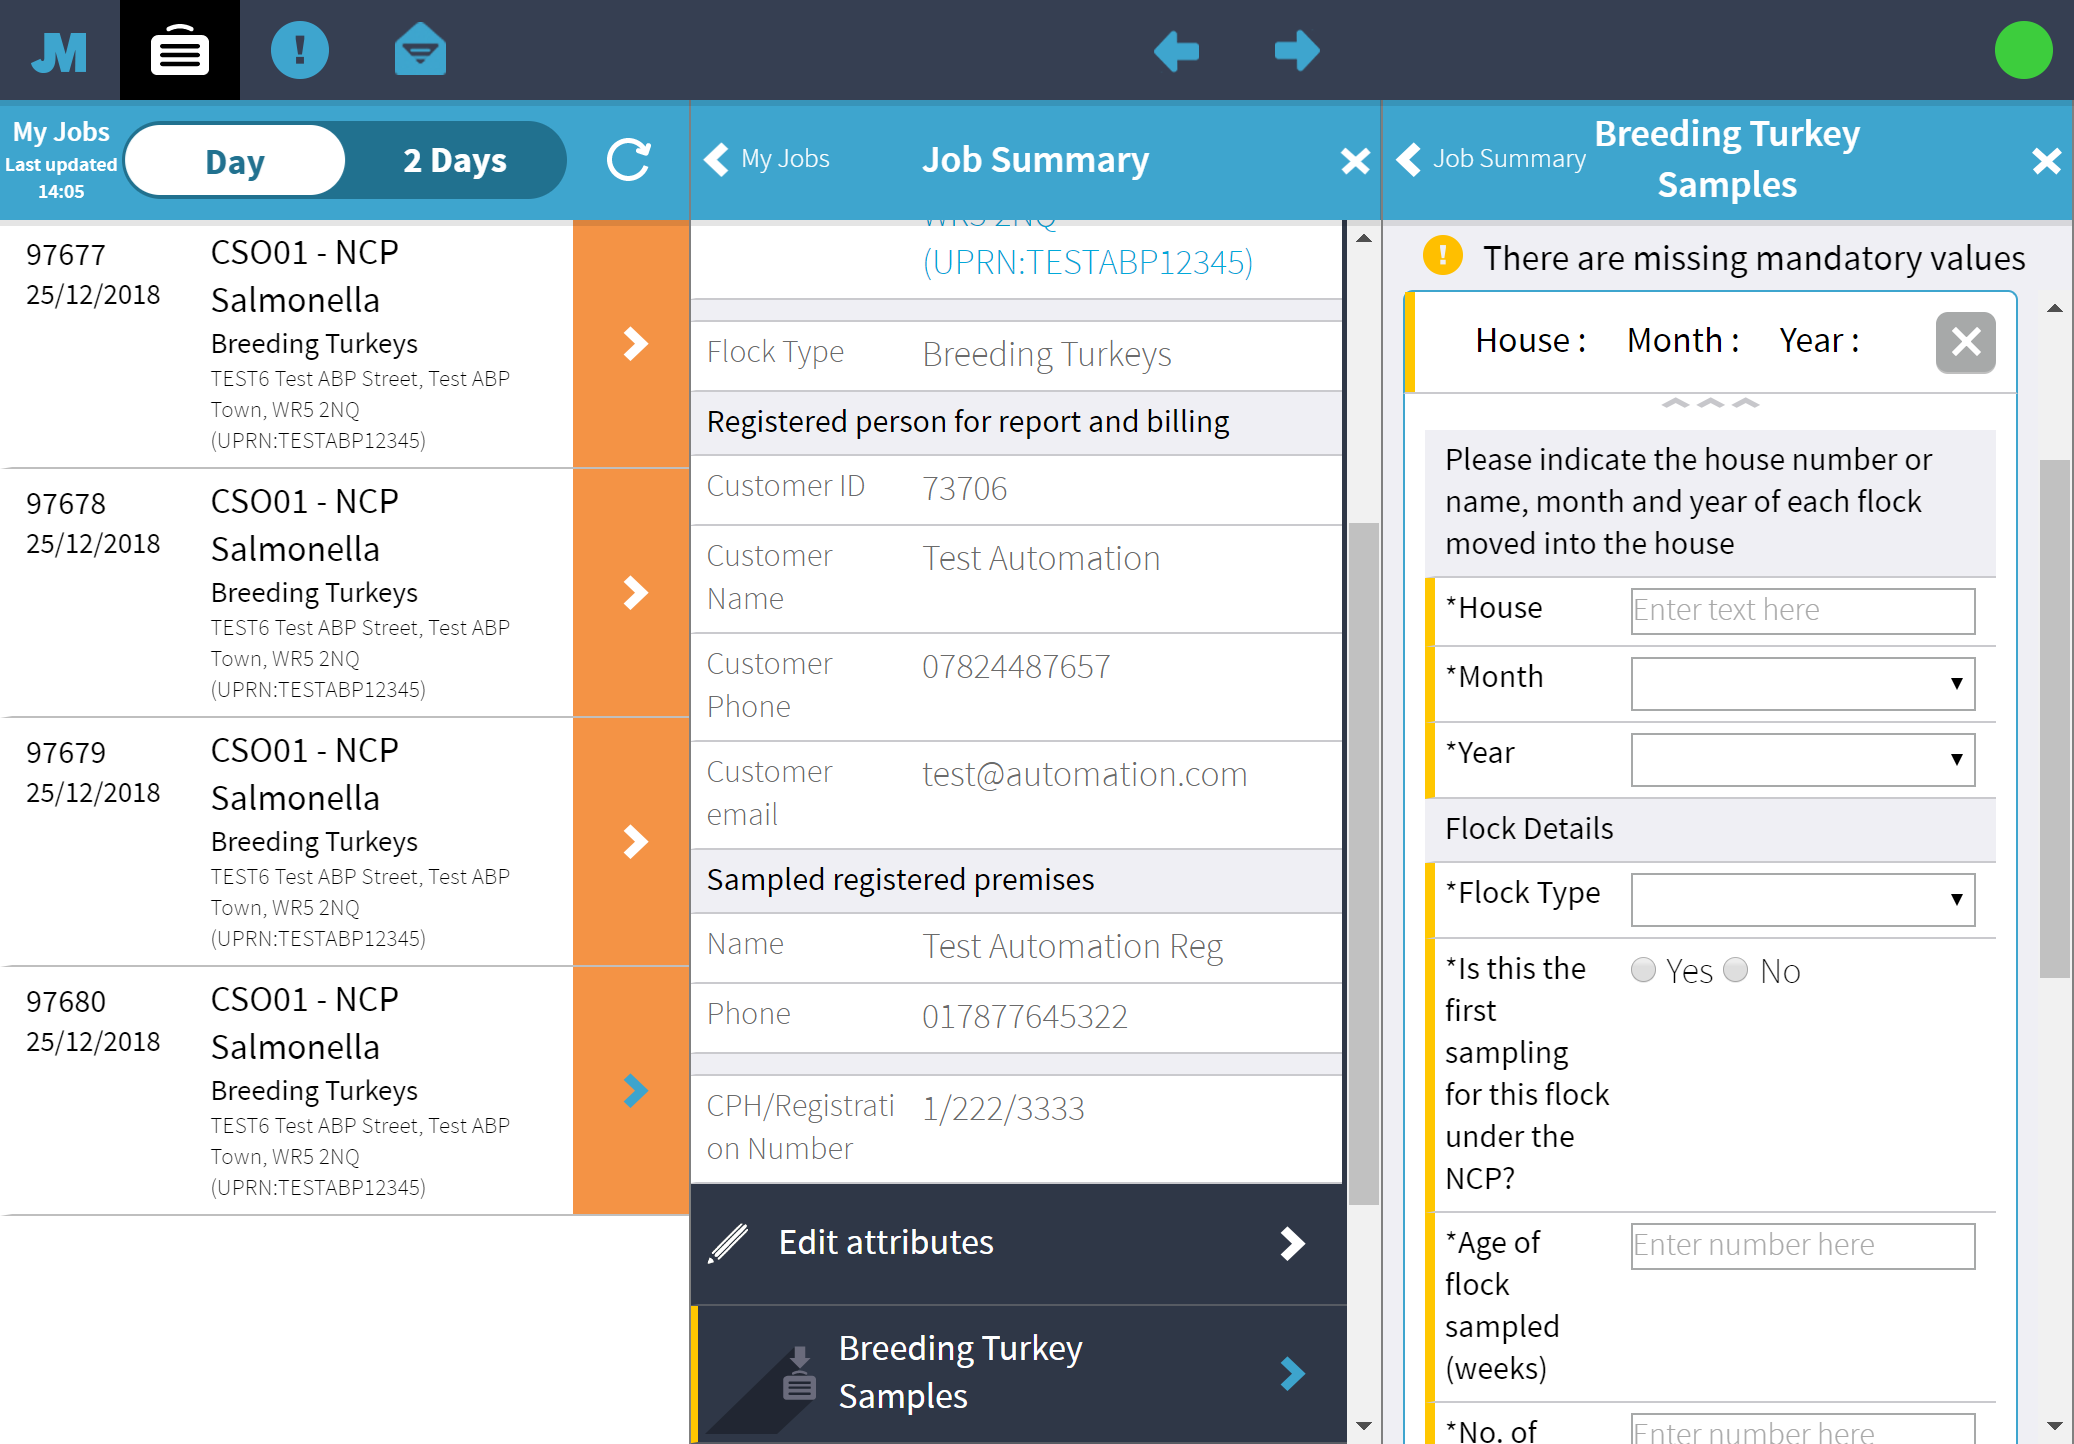 JM
My Jobs
Last updated
14:05
Day
2 Days
97677
25/12/2018
CSO01 - NCP
Salmonella
Breeding Turkeys
TEST6 Test ABP Street, Test ABP
Town, WR5 2NQ
(UPRN:TESTABP12345)
97678
25/12/2018
CSO01 - NCP
Salmonella
Breeding Turkeys
TEST6 Test ABP Street, Test ABP
Town, WR5 2NQ
(UPRN:TESTABP12345)
97679
25/12/2018
CSO01 - NCP
Salmonella
Breeding Turkeys
TEST6 Test ABP Street, Test ABP
Town, WR5 2NQ
(UPRN:TESTABP12345)
97680
25/12/2018
CSO01 - NCP
Salmonella
Breeding Turkeys
TEST6 Test ABP Street, Test ABP
Town, WR5 2NQ
(UPRN:TESTABP12345)
My Jobs
Job Summary
WR5 2NQ
(UPRN:TESTABP12345)
Flock Type
Breeding Turkeys
Registered person for report and billing
Customer ID
73706
Customer
Name
Test Automation
Customer
Phone
07824487657
Customer
email
test@automation.com
Sampled registered premises
Name
Test Automation Reg
Phone
017877645322
CPH/Registrati
on Number
1/222/3333
Edit attributes
Breeding Turkey
Samples
Job Summary
Breeding Turkey
Samples
There are missing mandatory values
House : Month : Year :
Please indicate the house number or
name, month and year of each flock
moved into the house
*House
Enter text here
*Month
*Year
Flock Details
*Flock Type
*Is this the
first
sampling
for this flock
under the
NCP?
Yes No
*Age of
flock
sampled
(weeks)
Enter number here
*No. of
Enter number here